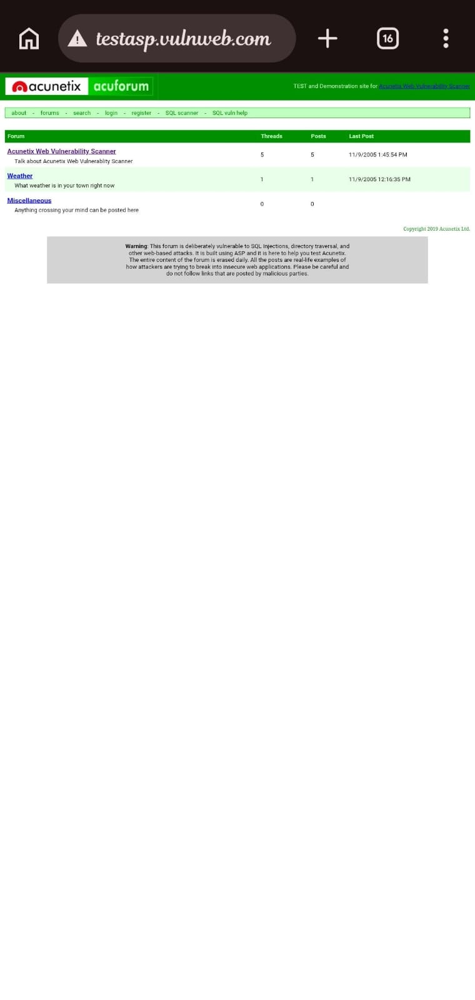 testasp.vulnweb.com
16
acunetix acuforum
TEST and Demonstration site for Acunetix Web Vulnerability Scanner
about - forums - search - login - register - SQL scanner - SQL vuln help
Forum Threads Posts Last Post
Acunetix Web Vulnerability Scanner
Talk about Acunetix Web Vulnerablity Scanner
5 5 11/9/2005 1:45:54 PM
Weather
What weather is in your town right now
1 1 11/9/2005 12:16:35 PM
Miscellaneous
Anything crossing your mind can be posted here
0 0
Copyright 2019 Acunetix Ltd.
Warning: This forum is deliberately vulnerable to SQL Injections, directory traversal, and
other web-based attacks. It is built using ASP and it is here to help you test Acunetix.
The entire content of the forum is erased daily. All the posts are real-life examples of
how attackers are trying to break into insecure web applications. Please be careful and
do not follow links that are posted by malicious parties.